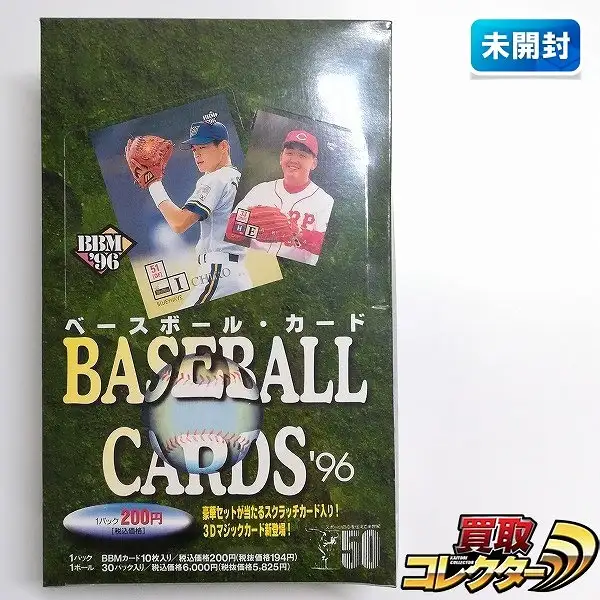 未開封
BBM
'96
51
[OF]
I
CHIRO
BLUEWAVE
E
ベースボール・カード
BASEBALL
CARDS '96
1パック 200円
[税込価格]
豪華セットが当たるスクラッチカード入り!
3Dマジックカード新登場!
1パック BBMカード10枚入り/税込価格200円(税抜価格194円)
1ボール 30パック入り/税込価格6,000円(税抜価格5,825円)
50
買取
コレクター
KAITORI COLLECTOR